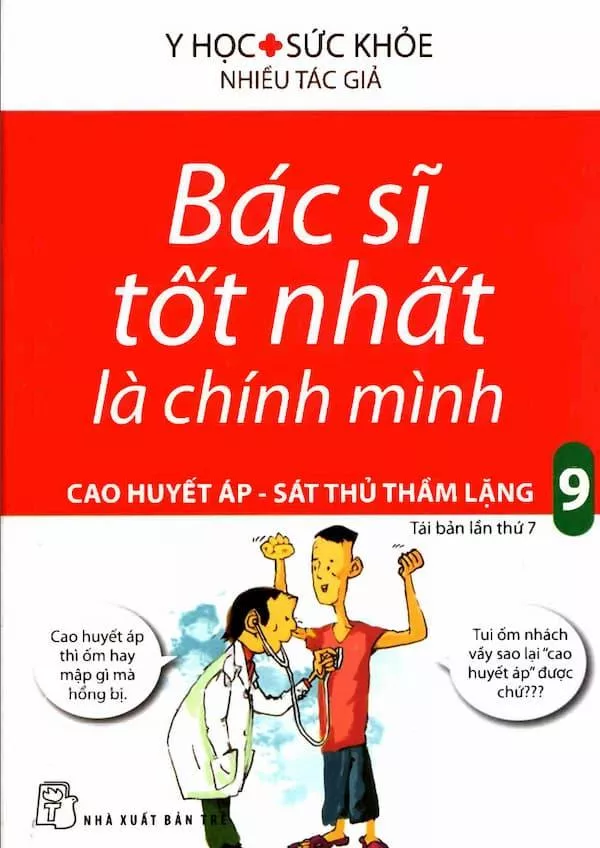 Y HỌC+SỨC KHỎE
NHIỀU TÁC GIẢ
Bác sĩ
tốt nhất
là chính mình
CAO HUYẾT ÁP - SÁT THỦ THẦM LẶNG
9
Tái bản lần thứ 7
Cao huyết áp
thì ốm hay
mập gì mà
hổng bị.
Tui ốm nhách
vầy sao lại “cao
huyết áp” được
chứ???
NHÀ XUẤT BẢN TRẺ